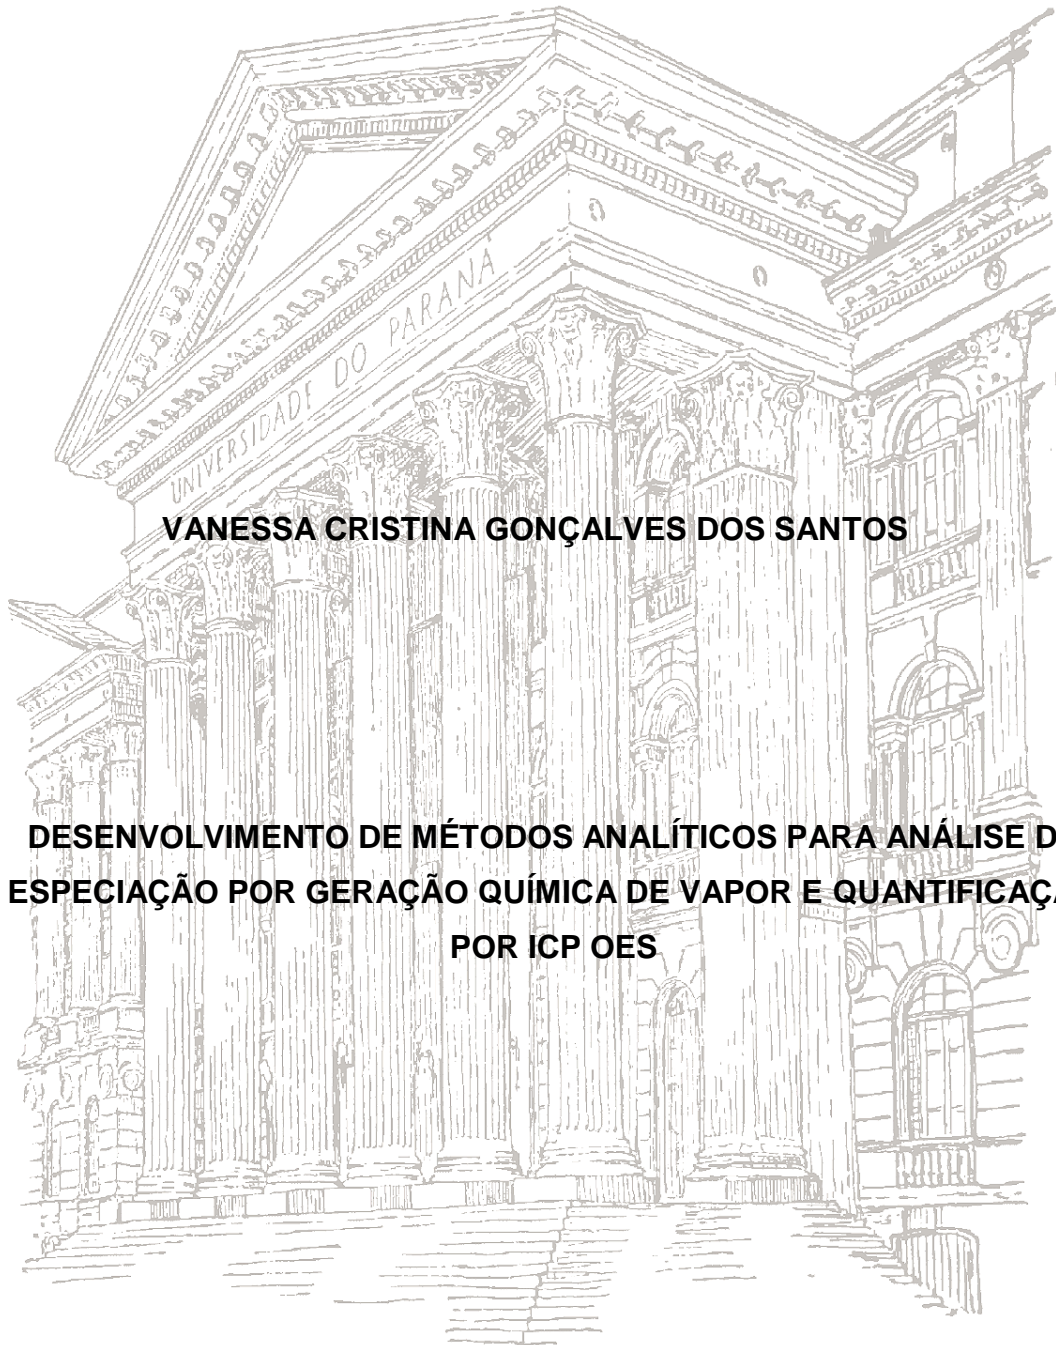 UNIVERSIDADE DO PARANÁ
VANESSA CRISTINA GONÇALVES DOS SANTOS
DESENVOLVIMENTO DE MÉTODOS ANALÍTICOS PARA ANÁLISE D
ESPECIAÇÃO POR GERAÇÃO QUÍMICA DE VAPOR E QUANTIFICAÇÃ
POR ICP OES